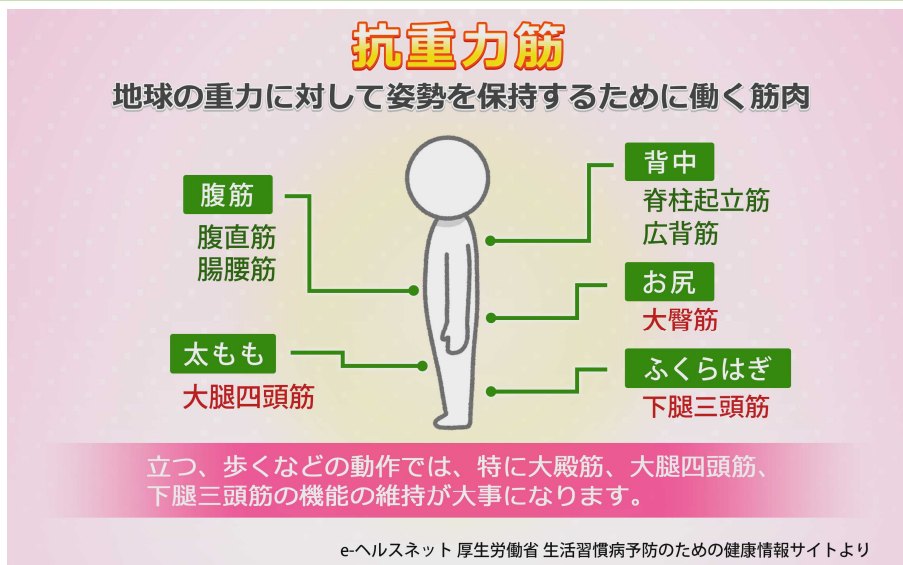 抗重力筋
地球の重力に対して姿勢を保持するために働く筋肉
腹筋
腹直筋
腸腰筋
太もも
大腿四頭筋
背中
脊柱起立筋
広背筋
お尻
大臀筋
ふくらはぎ
下腿三頭筋
立つ、歩くなどの動作では、特に大殿筋、大腿四頭筋、
下腿三頭筋の機能の維持が大事になります。
e-ヘルスネット 厚生労働省 生活習慣病予防のための健康情報サイトより